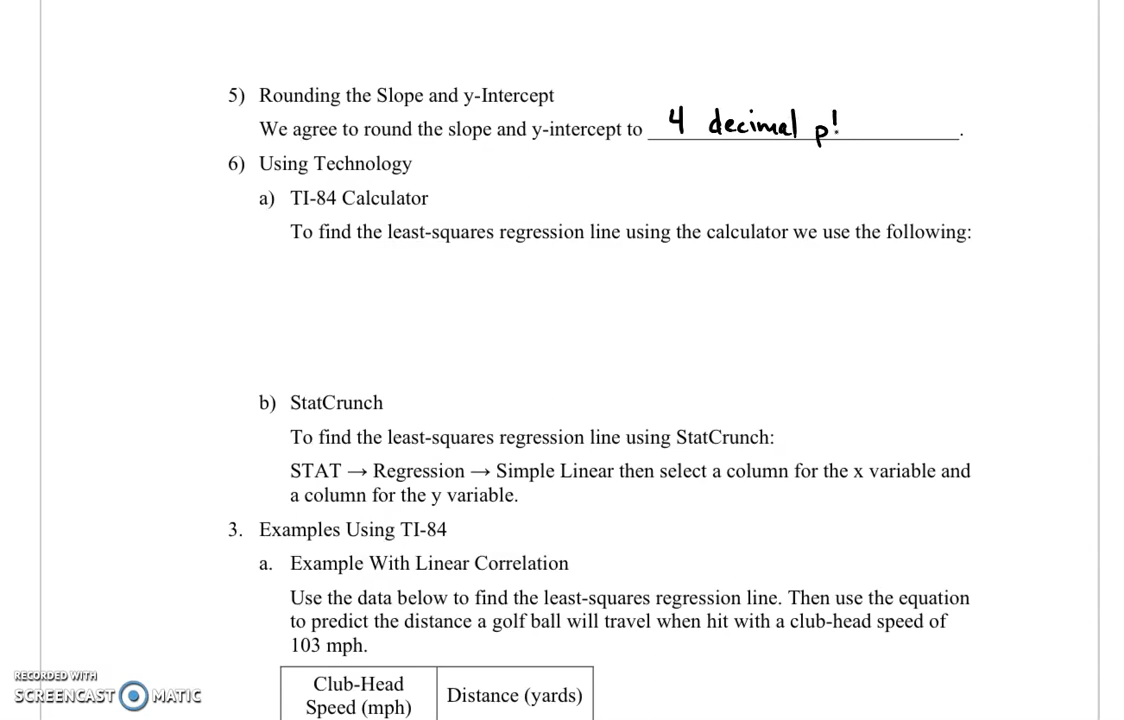 5) Rounding the Slope and y-Intercept
We agree to round the slope and y-intercept to 4 decimal p! .
6) Using Technology
a) TI-84 Calculator
To find the least-squares regression line using the calculator we use the following:
b) StatCrunch
To find the least-squares regression line using StatCrunch:
STAT → Regression → Simple Linear then select a column for the x variable and
a column for the y variable.
3. Examples Using TI-84
a. Example With Linear Correlation
Use the data below to find the least-squares regression line. Then use the equation
to predict the distance a golf ball will travel when hit with a club-head speed of
103 mph.
RECORDED WITH
SCREENCAST MATIC
Club-Head
Speed (mph)
Distance (yards)